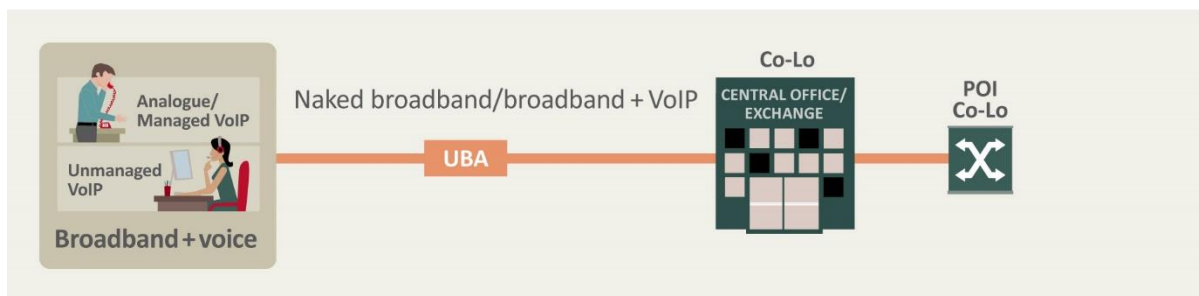 Analogue/
Managed VoIP
Unmanaged
VoIP
Broadband + voice
Naked broadband/broadband + VoIP
UBA
Co-Lo
CENTRAL OFFICE/
EXCHANGE
POI
Co-Lo